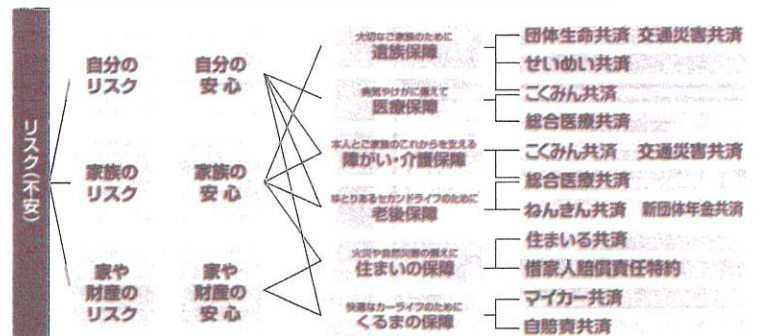 リスク(不安)
自分の
リスク
家族の
リスク
家や
財産の
リスク
自分の
安心
家族の
安心
家や
財産の
安心
大切なご家族のために
遺族保障
病気やけがに備えて
医療保障
本人とご家族のこれからを支える
障がい・介護保障
ゆとりあるセカンドライフのために
老後保障
火災や自然災害の備えに
住まいの保障
快適なカーライフのために
くるまの保障
団体生命共済 交通災害共済
せいめい共済
こくみん共済
総合医療共済
こくみん共済 交通災害共済
総合医療共済
ねんきん共済 新団体年金共済
住まいる共済
借家人賠償責任特約
マイカー共済
自賠責共済